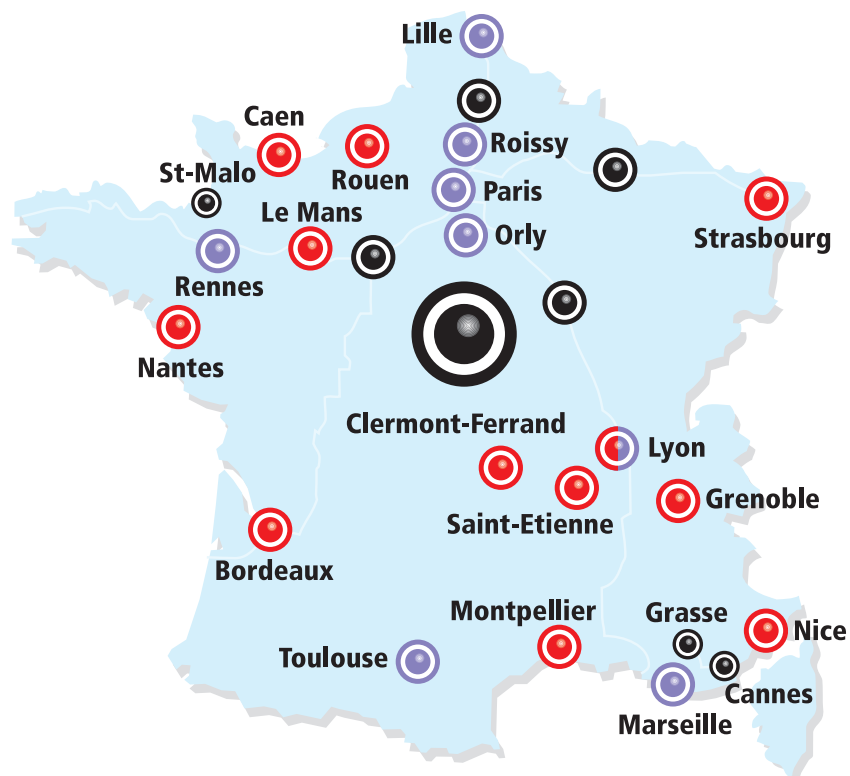 Lille
Caen
Roissy
St-Malo
Rouen
Paris
Le Mans
Orly
Strasbourg
Rennes
Nantes
Clermont-Ferrand
Lyon
Grenoble
Saint-Etienne
Bordeaux
Montpellier
Grasse
Nice
Toulouse
Cannes
Marseille